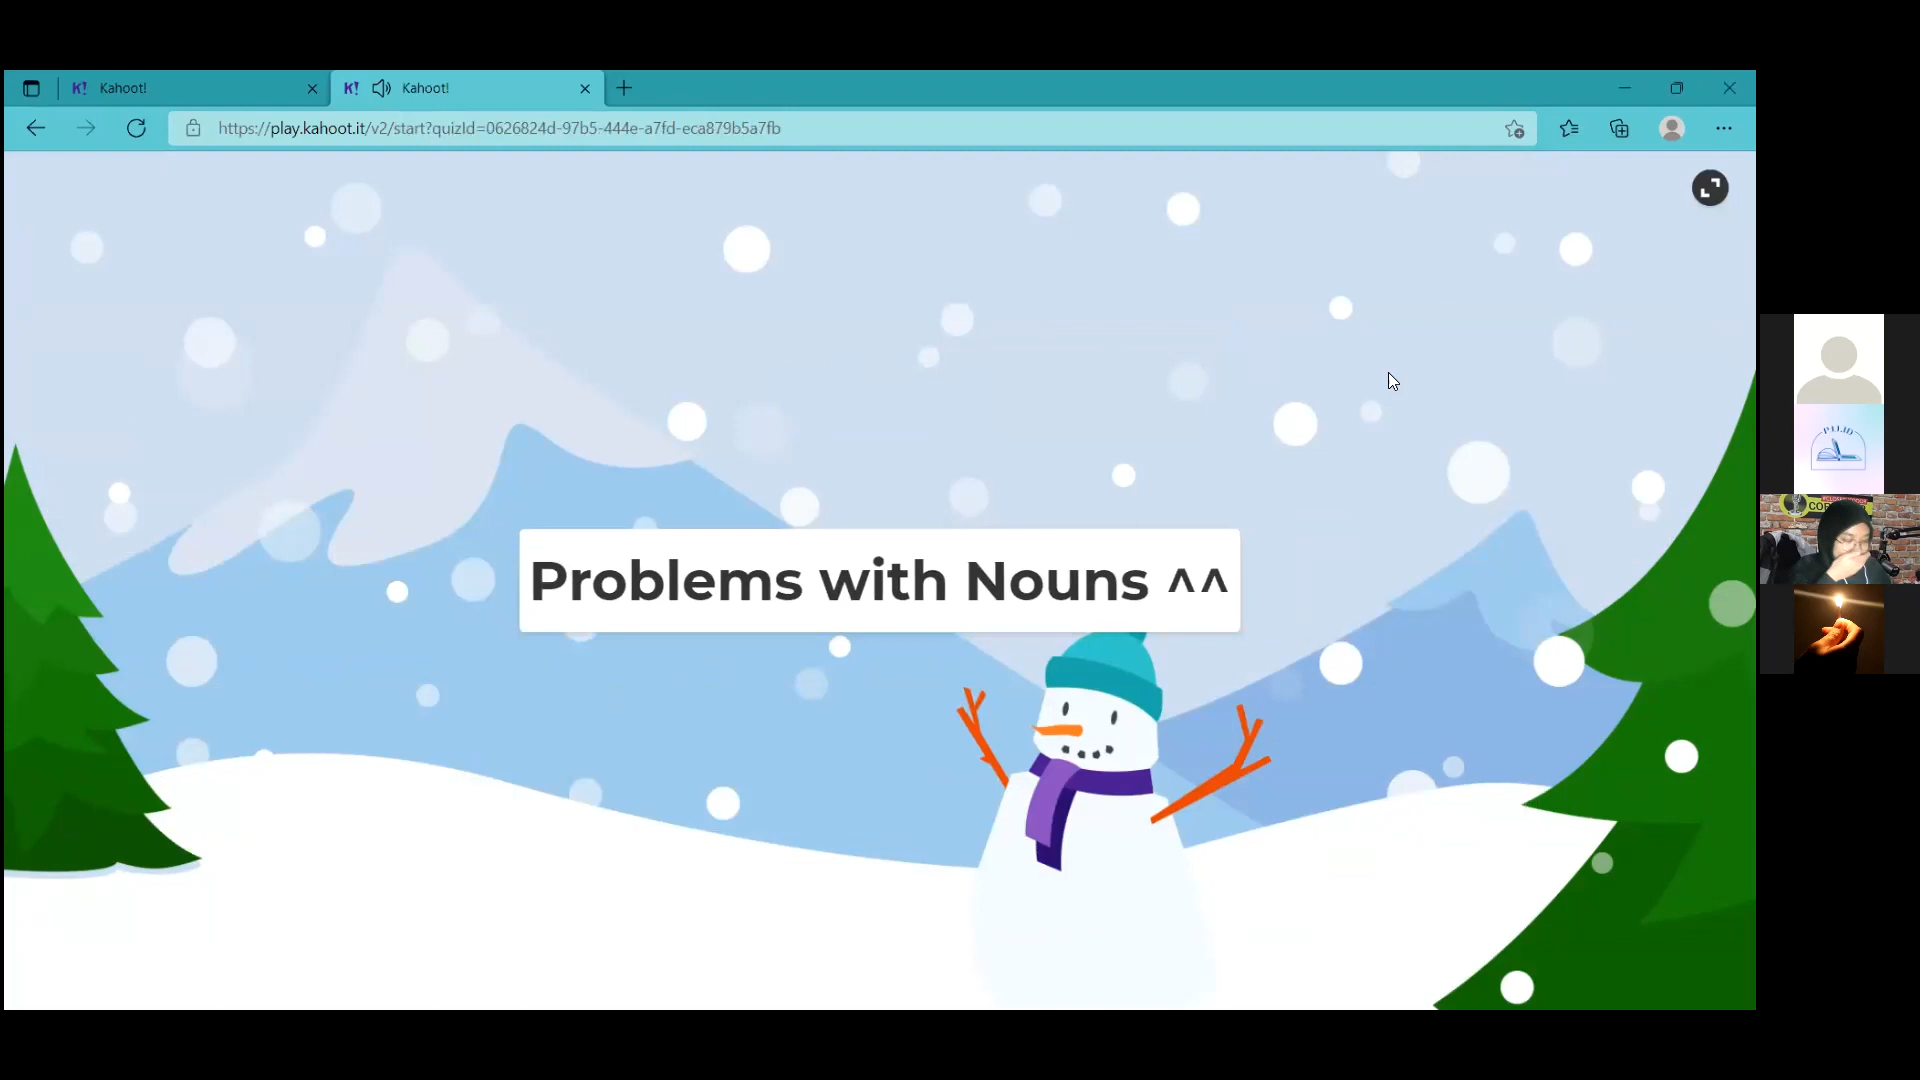 K! Kahoot!
K! Kahoot!
https://play.kahoot.it/v2/start?quizId=0626824d-97b5-444e-a7fd-eca879b5a7fb
Problems with Nouns ^^